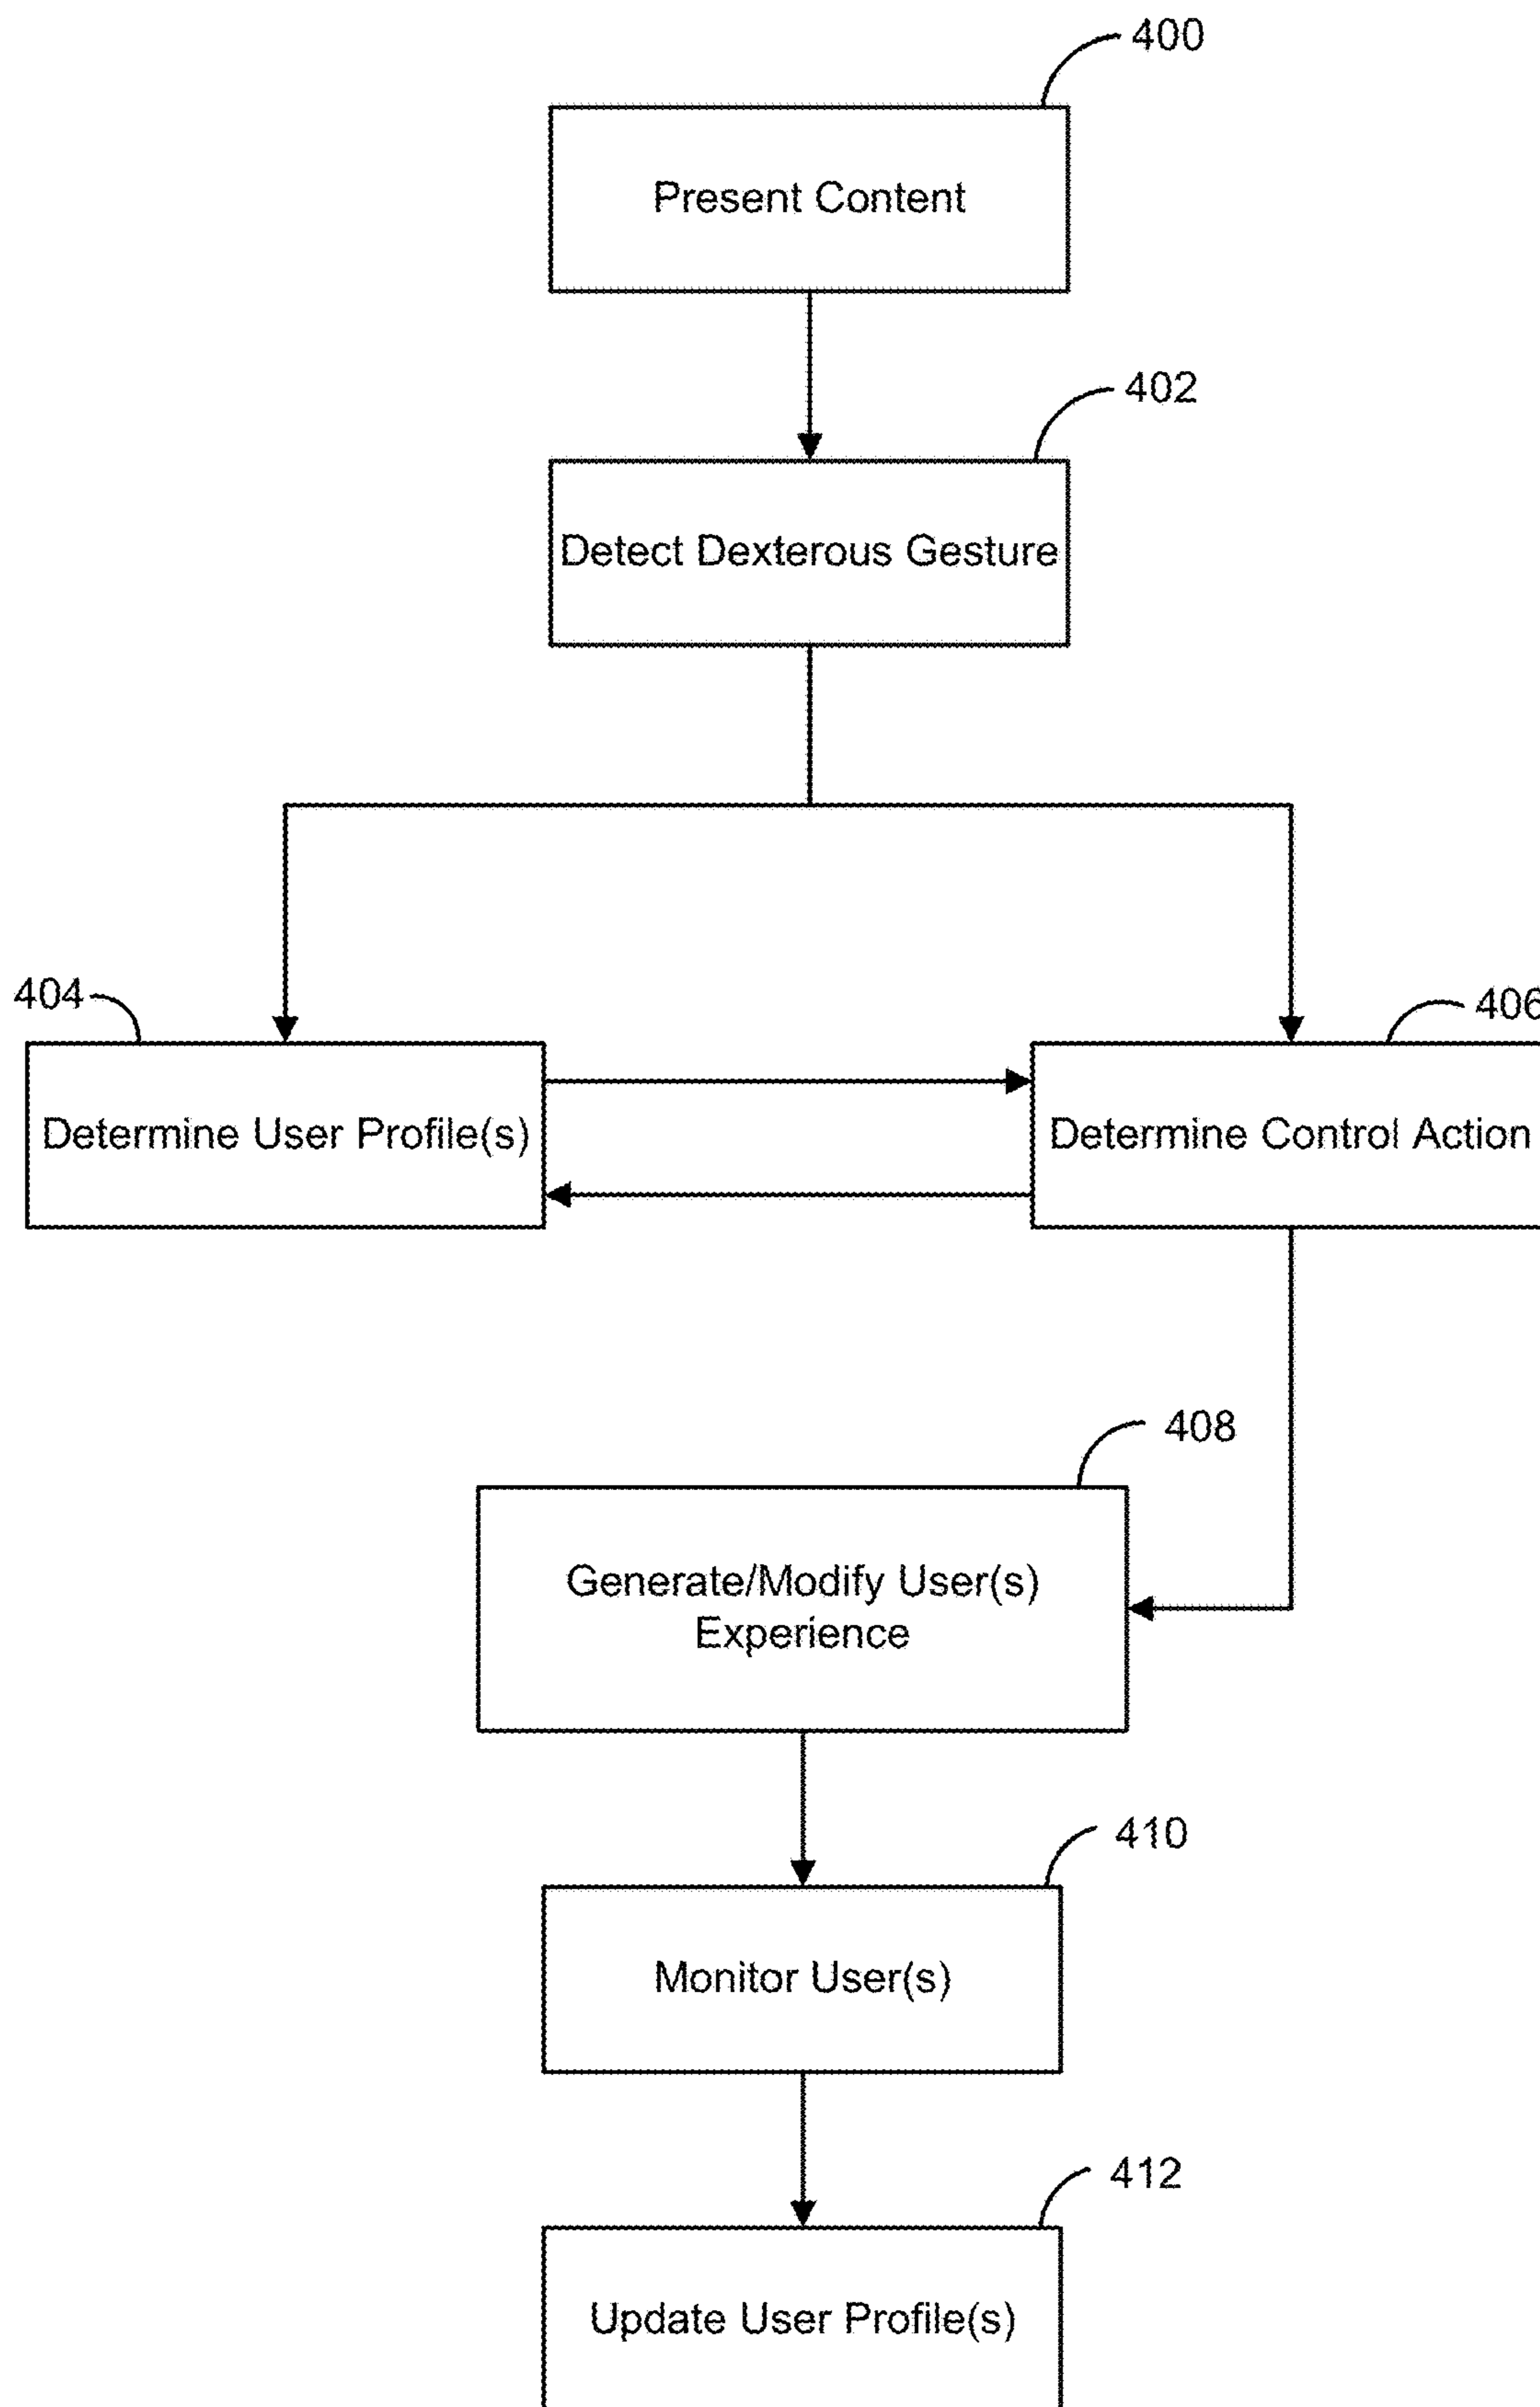 400
Present Content
402
Detect Dexterous Gesture
404
406
Determine User Profile(s)
Determine Control Action
408
Generate/Modify User(s)
Experience
410
Monitor User(s)
412
Update User Profile(s)